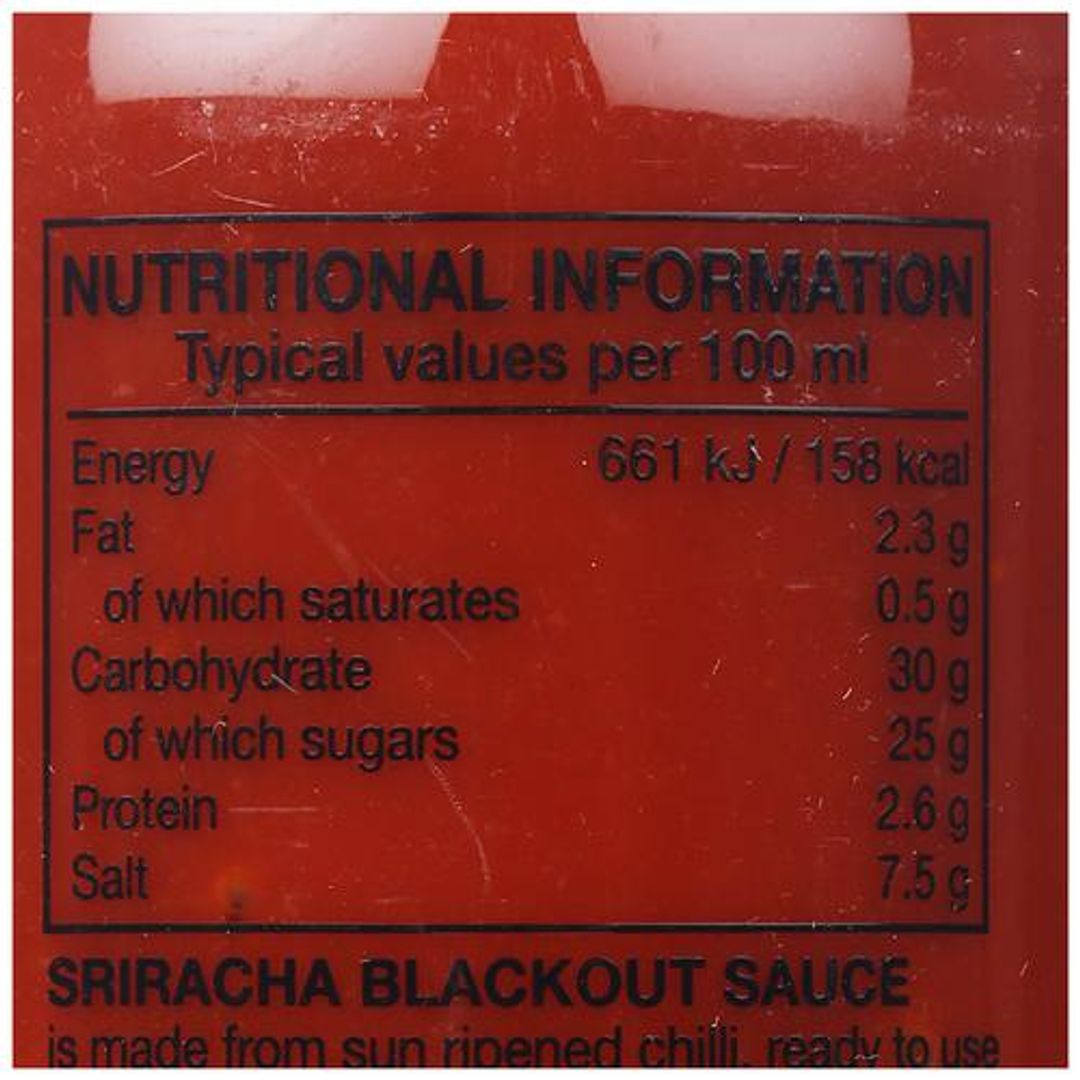 NUTRITIONAL INFORMATION
Typical values per 100 ml
Energy 661 kJ / 158 kcal
Fat 2.3 g
of which saturates 0.5 g
Carbohydrate 30 g
of which sugars 25 g
Protein 2.6 g
Salt 7.5 g
SRIRACHA BLACKOUT SAUCE
is made from sun ripened chilli, ready to use